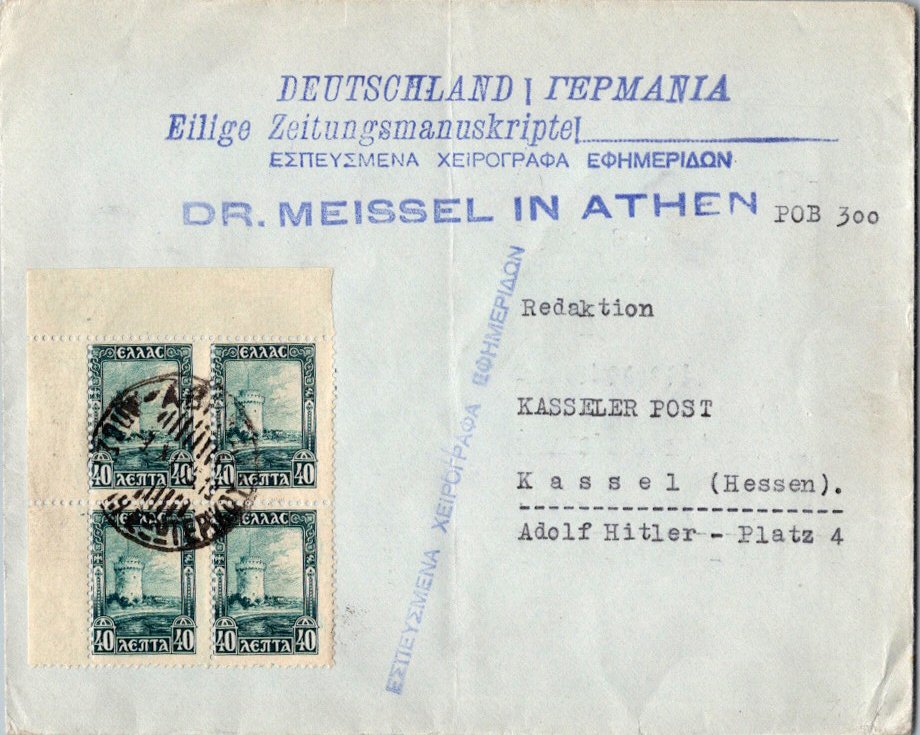 DEUTSCHLAND | ΓΕΡΜΑΝΙΑ
Eilige Zeitungsmanuskripte
ΕΣΠΕΥΣΜΕΝΑ ΧΕΙΡΟΓΡΑΦΑ ΕΦΗΜΕΡΙΔΩΝ
DR. MEISSEL IN ATHEN POB 300
ΕΣΠΕΥΣΜΕΝΑ ΧΕΙΡΟΓΡΑΦΑ ΕΦΗΜΕΡΙΔΩΝ
Redaktion
KASSELER POST
Kassel (Hessen).
Adolf Hitler - Platz 4
ΕΛΛΑΣ ΕΛΛΑΣ
40 ΛΕΠΤΑ 40 40 ΛΕΠΤΑ 40
ΕΛΛΑΣ ΕΛΛΑΣ
40 ΛΕΠΤΑ 40 40 ΛΕΠΤΑ 40